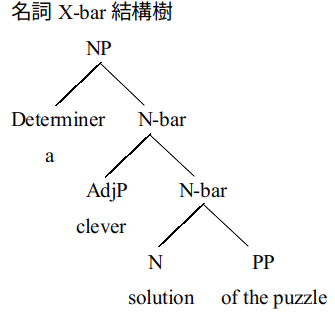 名詞 X-bar 結構樹
NP
Determiner N-bar
a
AdjP N-bar
clever
N PP
solution of the puzzle